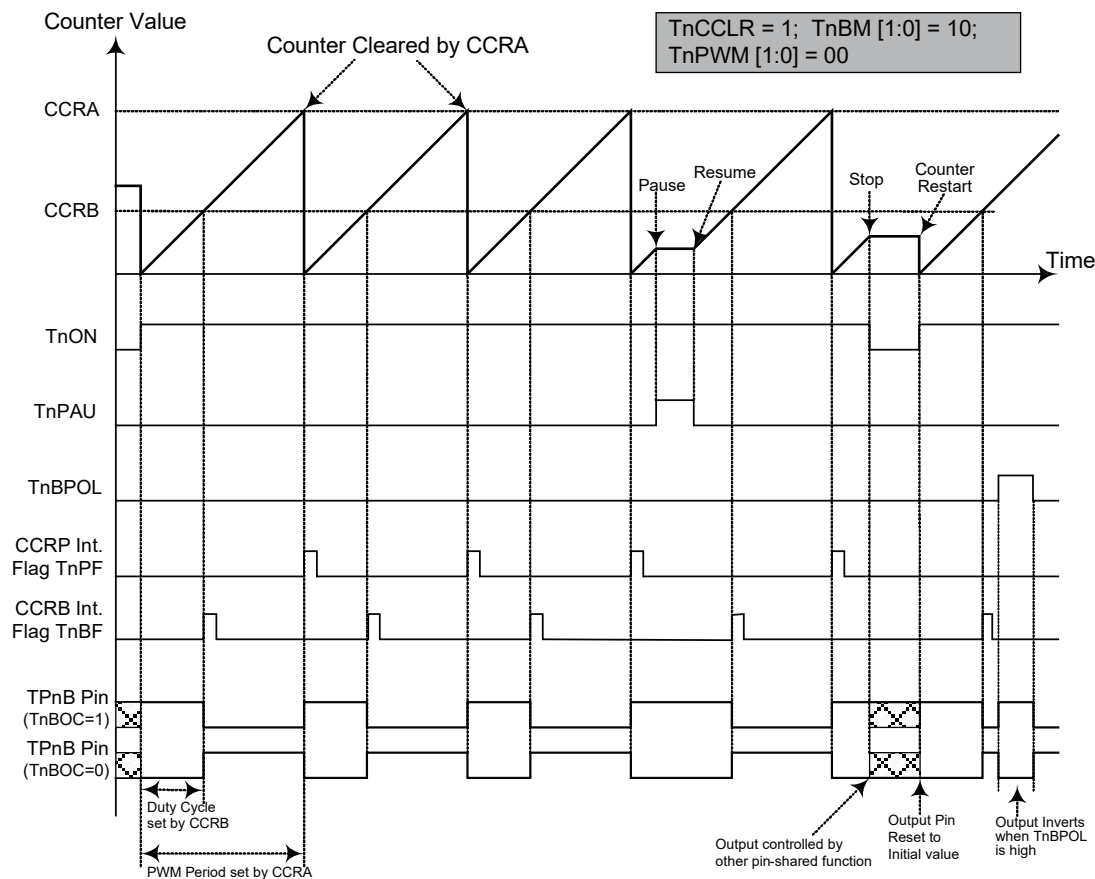 Counter Value
Counter Cleared by CCRA
TnCCLR = 1; TnBM [1:0] = 10;
TnPWM [1:0] = 00
CCRA
CCRB
Pause
Resume
Stop
Counter
Restart
Time
TnON
TnPAU
TnBPOL
CCRP Int.
Flag TnPF
CCRB Int.
Flag TnBF
TPnB Pin
(TnBOC=1)
TPnB Pin
(TnBOC=0)
Duty Cycle
set by CCRB
PWM Period set by CCRA
Output controlled by
other pin-shared function
Output Pin
Reset to
Initial value
Output Inverts
when TnBPOL
is high